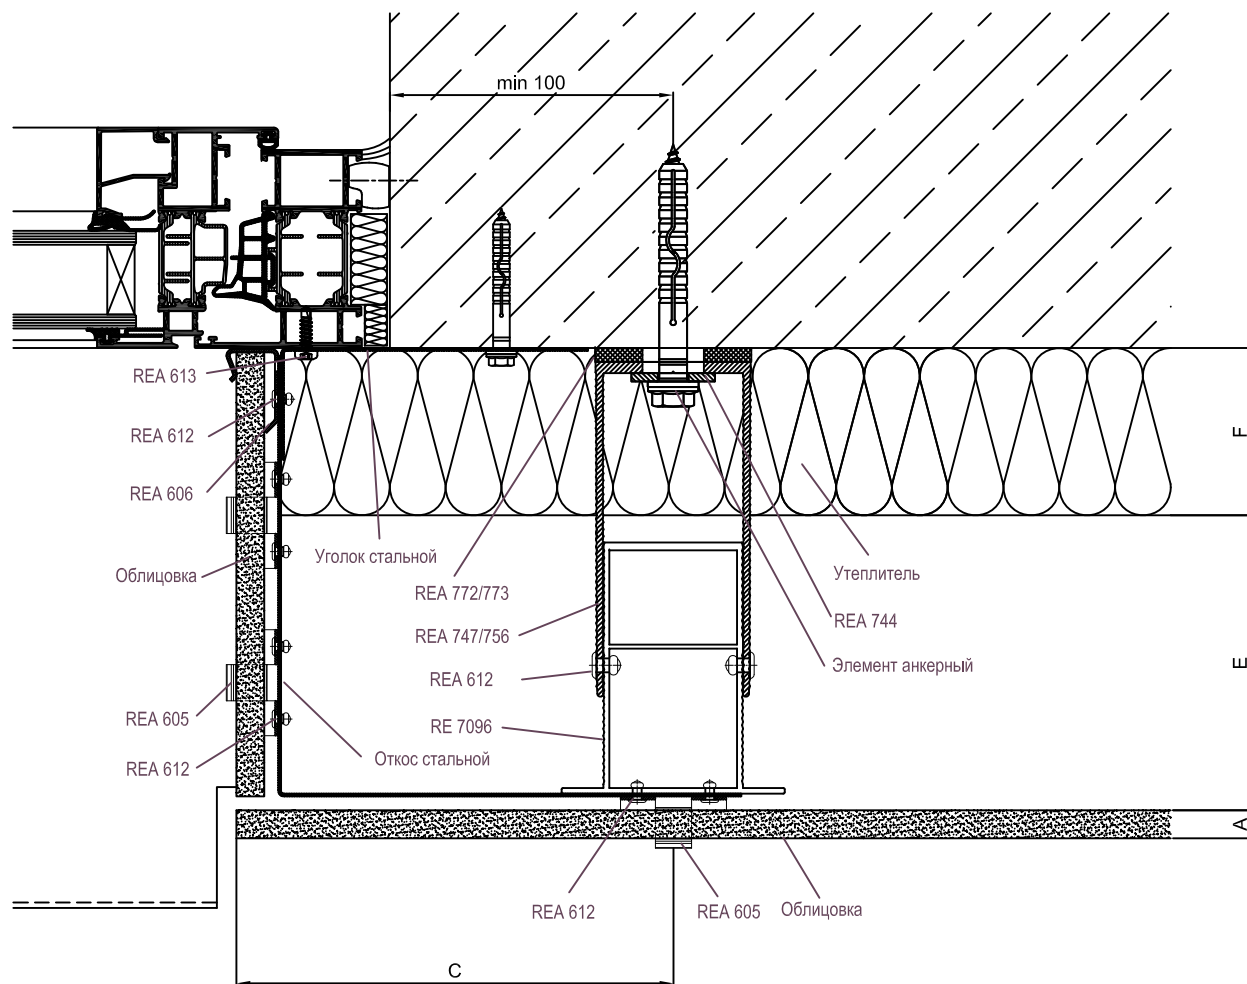 min 100
REA 613
REA 612
F
REA 606
Уголок стальной
Облицовка
Утеплитель
REA 772/773
REA 744
REA 747/756
Элемент анкерный
E
REA 612
REA 605
RE 7096
Откос стальной
REA 612
A
REA 612
REA 605
Облицовка
C